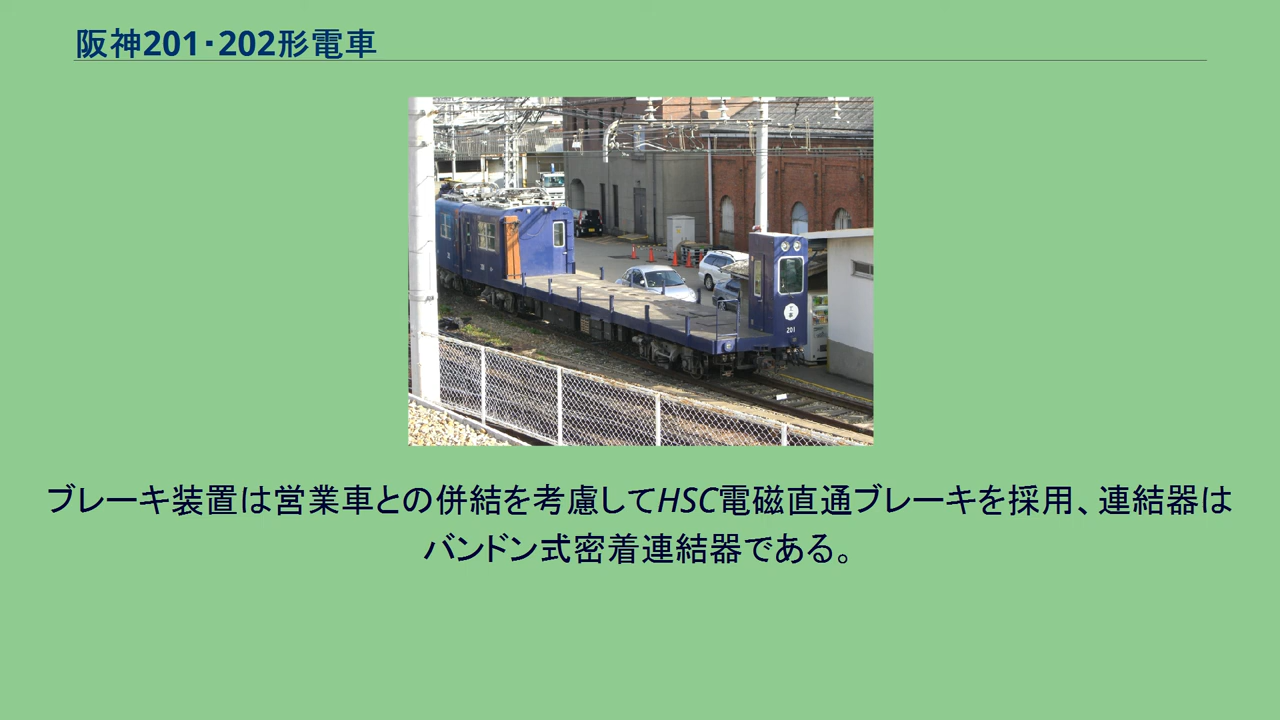 阪神201・202形電車
201
ブレーキ装置は営業車との併結を考慮してHSC電磁直通ブレーキを採用、連結器は
バンドン式密着連結器である。